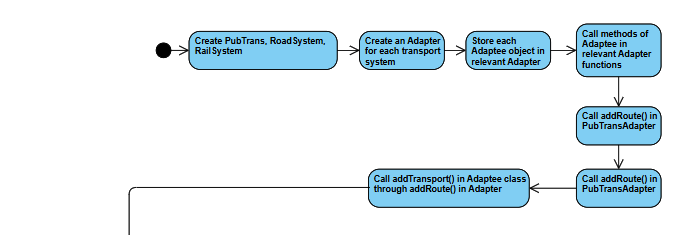 Create PubTrans, RoadSystem,
RailSystem
Create an Adapter
for each transport
system
Store each
Adaptee object in
relevant Adapter
Call methods of
Adaptee in
relevant Adapter
functions
Call addRoute() in
PubTransAdapter
Call addRoute() in
PubTransAdapter
Call addTransport() in Adaptee class
through addRoute() in Adapter